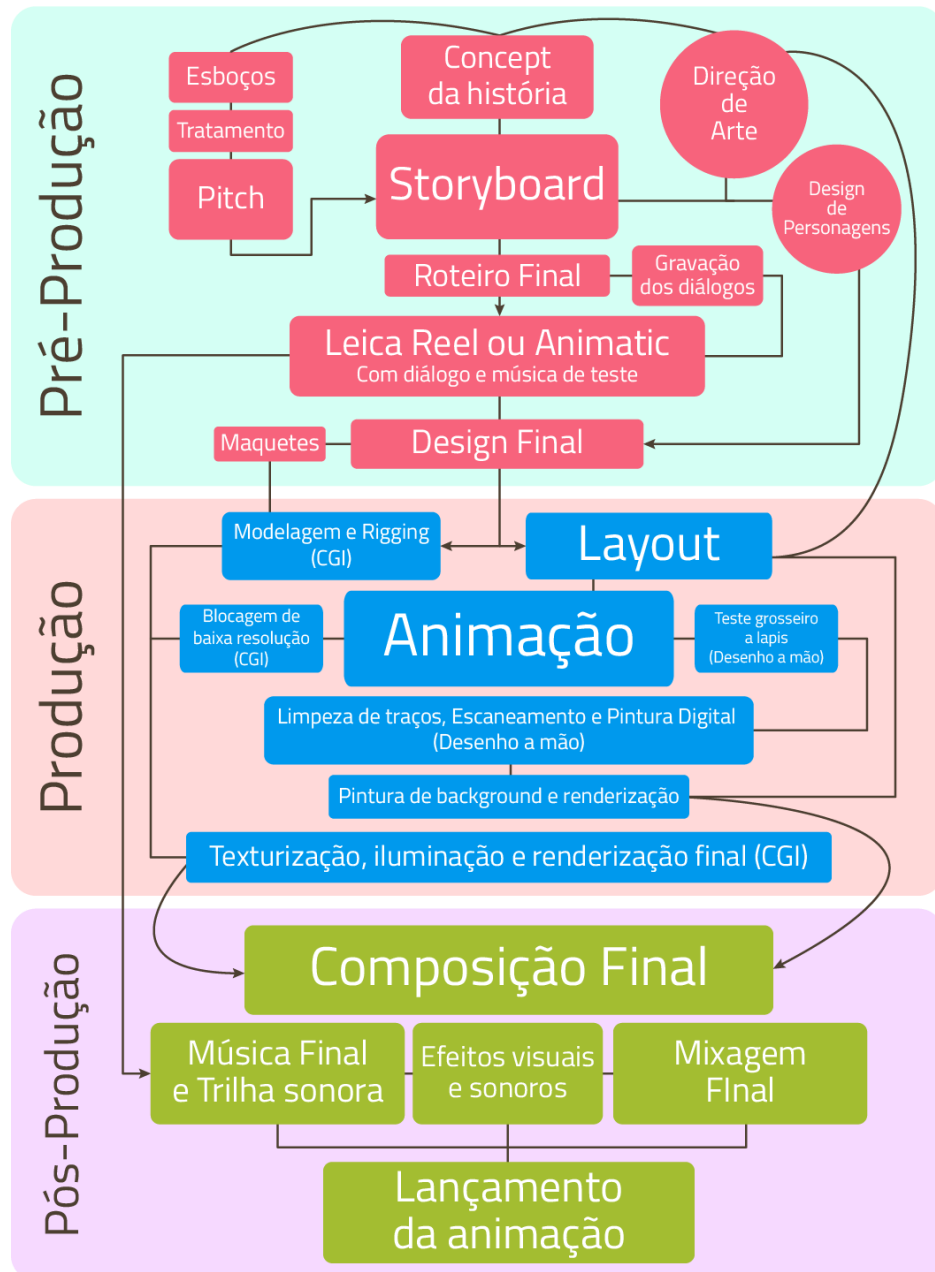 Pré-Produção
Esboços
Tratamento
Pitch
Concept
da história
Direção
de
Arte
Storyboard
Design
de
Personagens
Roteiro Final
Gravação
dos diálogos
Leica Reel ou Animatic
Com diálogo e música de teste
Maquetes
Design Final
Produção
Modelagem e Rigging
(CGI)
Layout
Blocagem de
baixa resolução
(CGI)
Animação
Teste grosseiro
a lapis
(Desenho a mão)
Limpeza de traços, Escaneamento e Pintura Digital
(Desenho a mão)
Pintura de background e renderização
Texturização, iluminação e renderização final (CGI)
Pós-Produção
Composição Final
Música Final
e Trilha sonora
Efeitos visuais
e sonoros
Mixagem
FInal
Lançamento
da animação